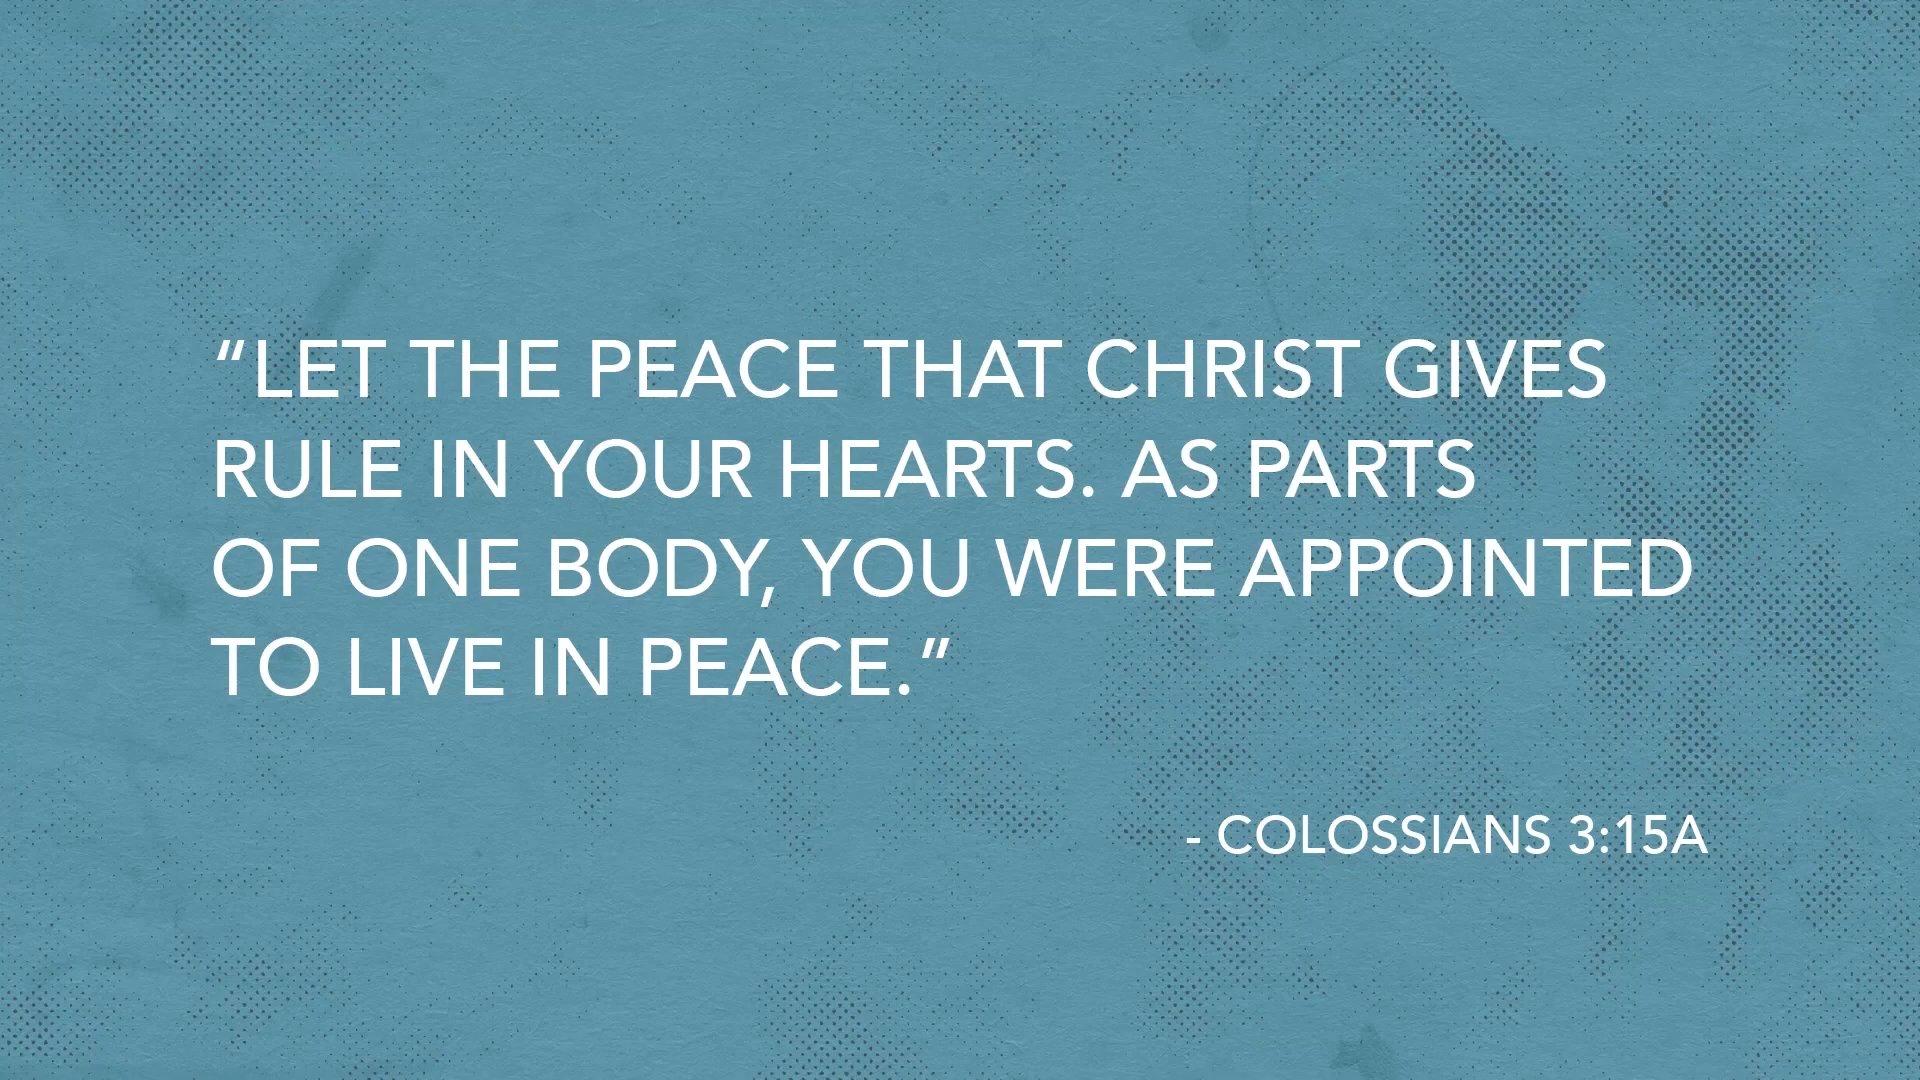 “LET THE PEACE THAT CHRIST GIVES
RULE IN YOUR HEARTS. AS PARTS
OF ONE BODY, YOU WERE APPOINTED
TO LIVE IN PEACE.”
- COLOSSIANS 3:15A